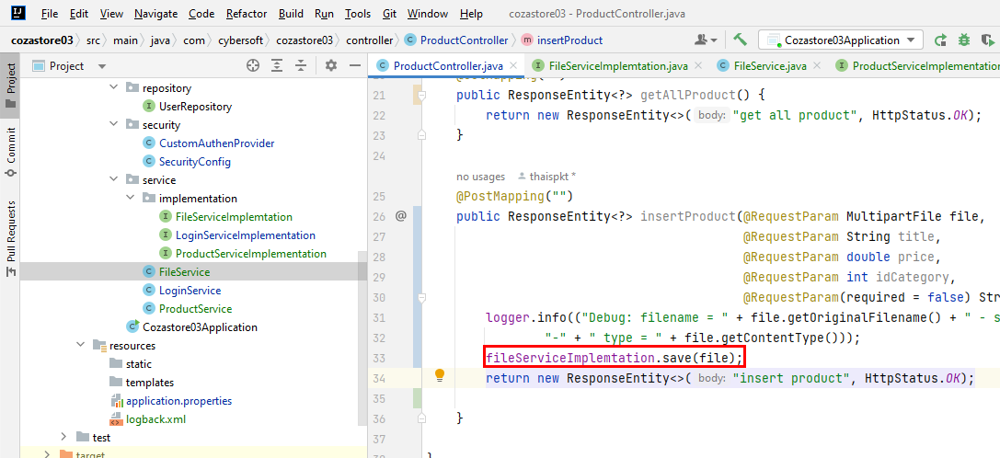 File Edit View Navigate Code Refactor Build Run Tools Git Window Help cozastore03 - ProductController.java
cozastore03 src main java com cybersoft cozastore03 controller ProductController insertProduct Cozastore03Application
Project
Commit
Pull Requests
Project
repository
UserRepository
security
CustomAuthenProvider
SecurityConfig
service
implementation
FileServiceImplemtation
LoginServiceImplementation
ProductServiceImplementation
FileService
LoginService
ProductService
Cozastore03Application
resources
static
templates
application.properties
logback.xml
test
target
ProductController.java FileServiceImplemtation.java FileService.java ProductServiceImplementation
21 public ResponseEntity<?> getAllProduct() {
22 return new ResponseEntity<>( body: "get all product", HttpStatus.OK);
23 }
24
no usages thaispkt *
25 @PostMapping("")
26 @ public ResponseEntity<?> insertProduct(@RequestParam MultipartFile file,
27 @RequestParam String title,
28 @RequestParam double price,
29 @RequestParam int idCategory,
30 @RequestParam(required = false) Str
31 logger.info(("Debug: filename = " + file.getOriginalFilename() + " - s
32 "-" + " type = " + file.getContentType()));
33 fileServiceImplemtation.save(file);
34 return new ResponseEntity<>( body: "insert product", HttpStatus.OK);
35
36 }
37